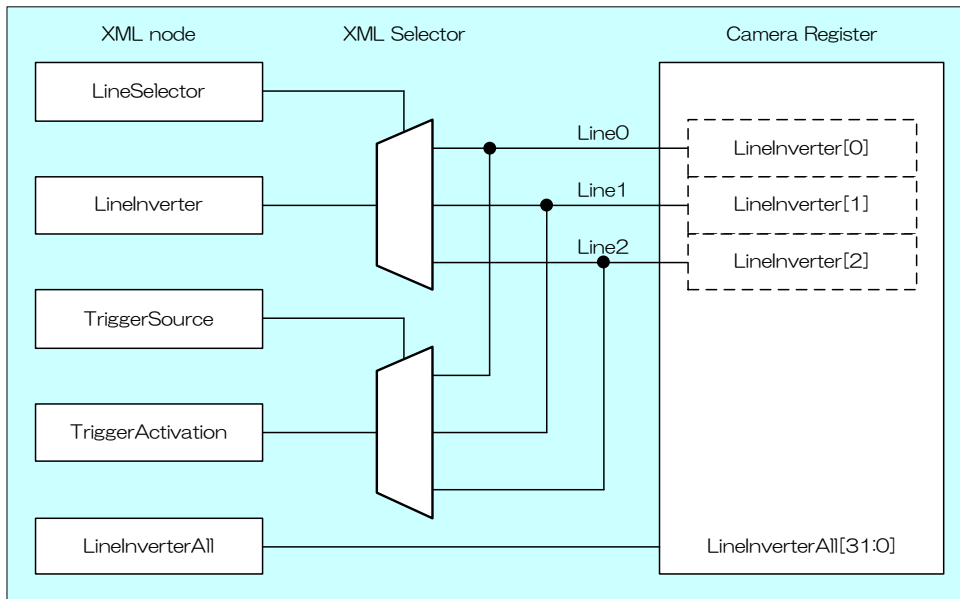 XML node
XML Selector
Camera Register
LineSelector
Line0
LineInverter[0]
LineInverter
Line1
LineInverter[1]
Line2
LineInverter[2]
TriggerSource
TriggerActivation
LineInverterAll
LineInverterAll[31:0]